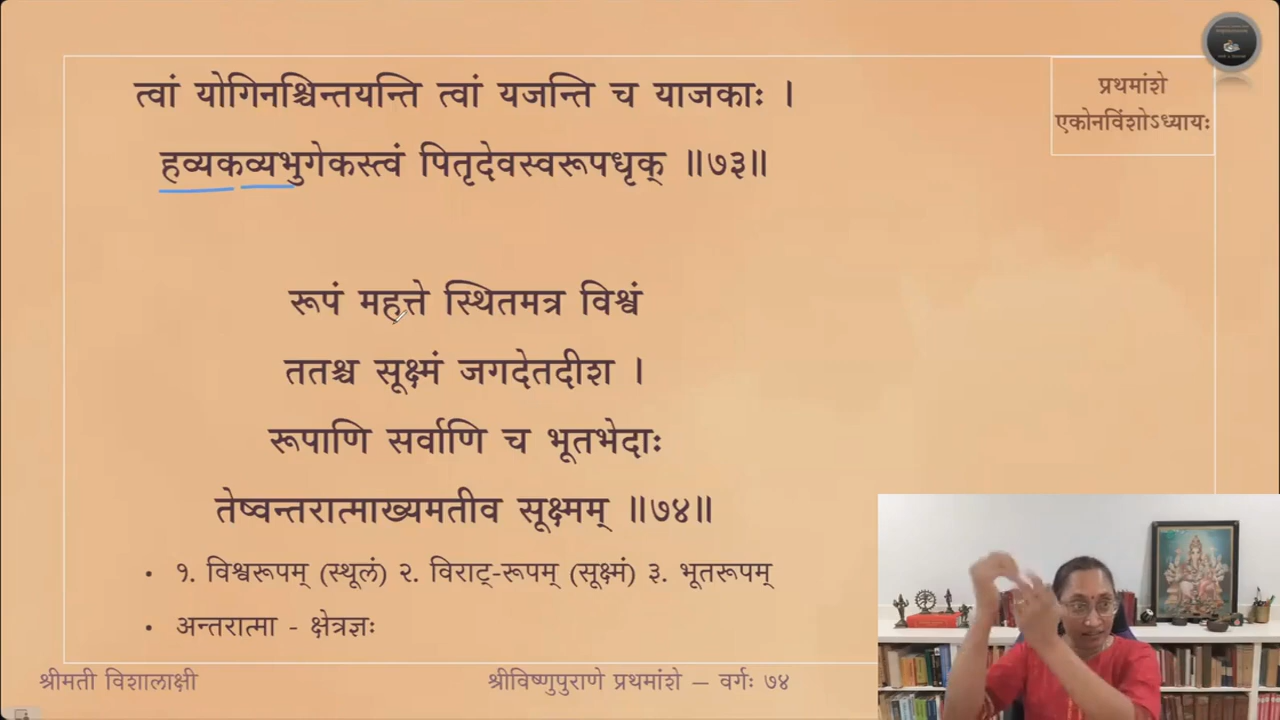 त्वां योगिनश्चिन्तयन्ति त्वां यजन्ति च याजकाः ।
हव्यकव्यभुगेकस्त्वं पितृदेवस्वरूपधृक् ॥७३॥
प्रथमांशे
एकोनविंशोऽध्यायः
रूपं महत्ते स्थितमत्र विश्वं
ततश्च सूक्ष्मं जगदेतदीश ।
रूपाणि सर्वाणि च भूतभेदाः
तेष्वन्तरात्माख्यमतीव सूक्ष्मम् ॥७४॥
• १. विश्वरूपम् (स्थूलं) २. विराट्-रूपम् (सूक्ष्मं) ३. भूतरूपम्
• अन्तरात्मा - क्षेत्रज्ञः
श्रीमती विशालाक्षी
श्रीविष्णुपुराणे प्रथमांशे – वर्गः ७४